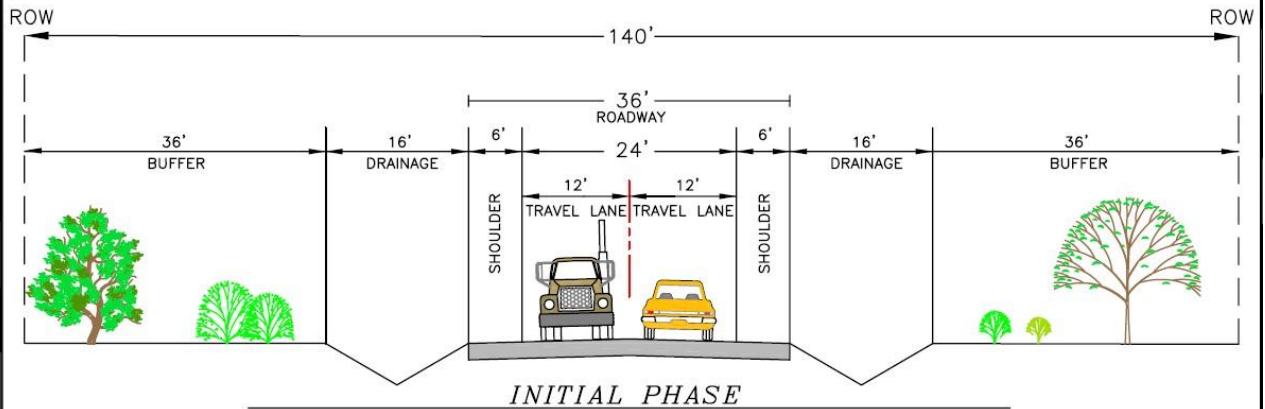 ROW ROW
140'
36'
ROADWAY
36' 16' 6' 24' 6' 16' 36'
BUFFER DRAINAGE DRAINAGE BUFFER
12' 12'
TRAVEL LANE TRAVEL LANE
SHOULDER SHOULDER
INITIAL PHASE